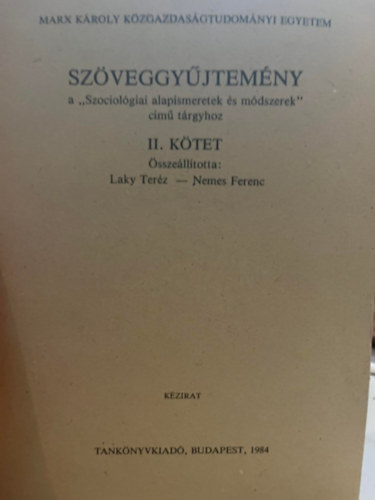 MARX KÁROLY KÖZGAZDASÁGTUDOMÁNYI EGYETEM
SZÖVEGGYŰJTEMÉNY
a „Szociológiai alapismeretek és módszerek”
című tárgyhoz
II. KÖTET
Összeállította:
Laky Teréz — Nemes Ferenc
KÉZIRAT
TANKÖNYVKIADÓ, BUDAPEST, 1984